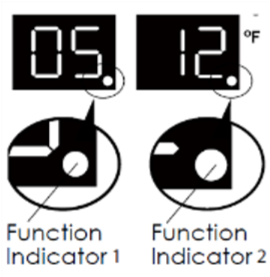 05 12 °F
Function Function
Indicator 1 Indicator 2